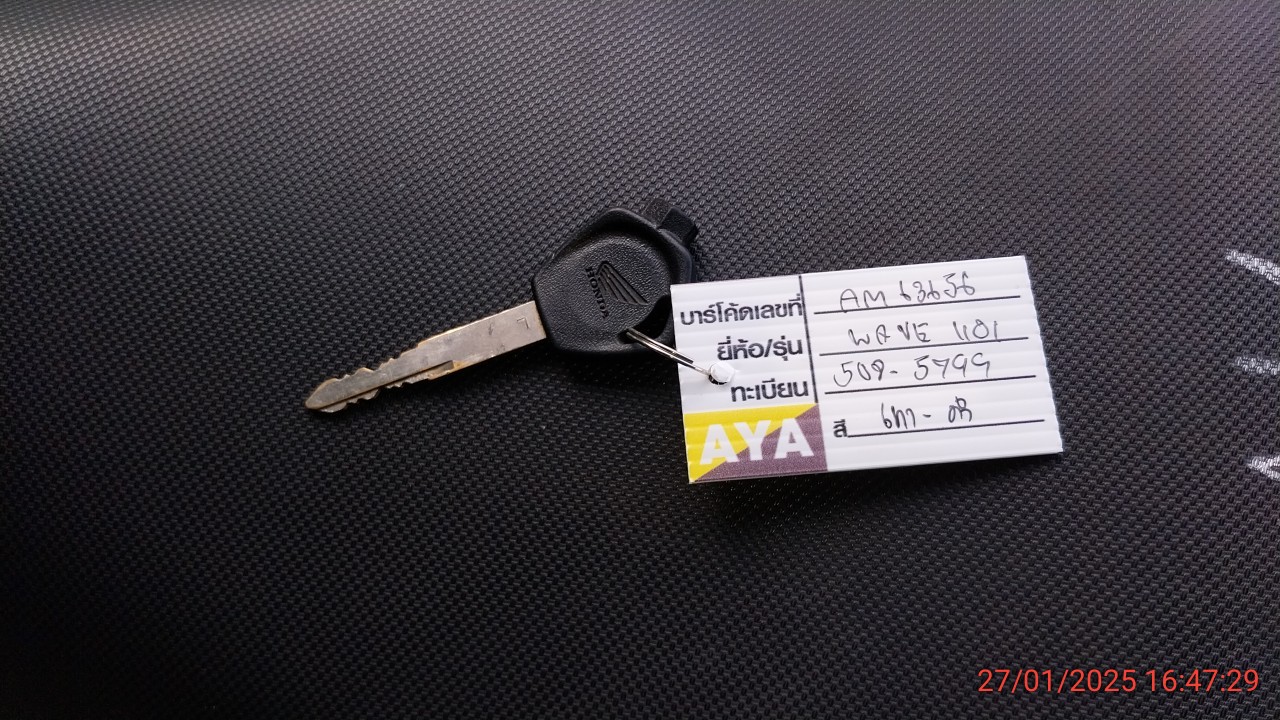 HONDA
บาร์โค้ดเลขที่ AM 63656
ยี่ห้อ/รุ่น WAVE 110i
ทะเบียน
AYA สี เทา-ดำ
27/01/2025 16:47:29